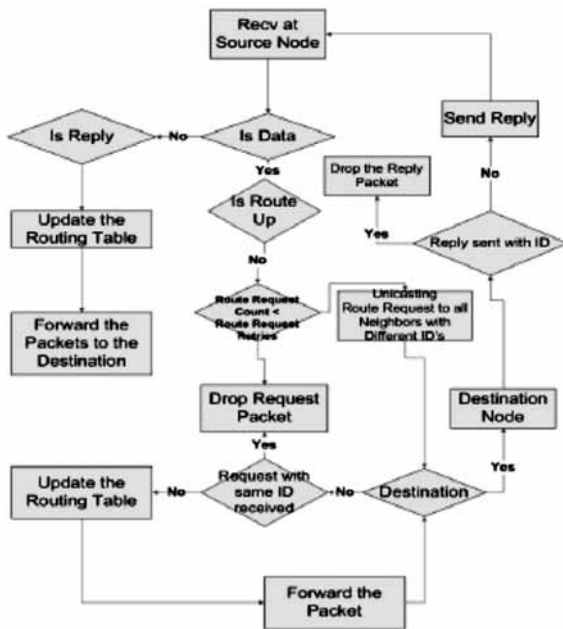 Recv at
Source Node
Is Reply
No
Is Data
Send Reply
Yes
Drop the Reply
Packet
No
Is Route
Up
Update the
Routing Table
Yes
Reply sent with ID
No
Route Request
Count <
Route Request
Retries
Unicasting
Route Request to all
Neighbors with
Different ID's
Forward the
Packets to the
Destination
Drop Request
Packet
Destination
Node
Yes
Yes
Update the
Routing Table
No
Request with
same ID
received
No
Destination
Forward the
Packet